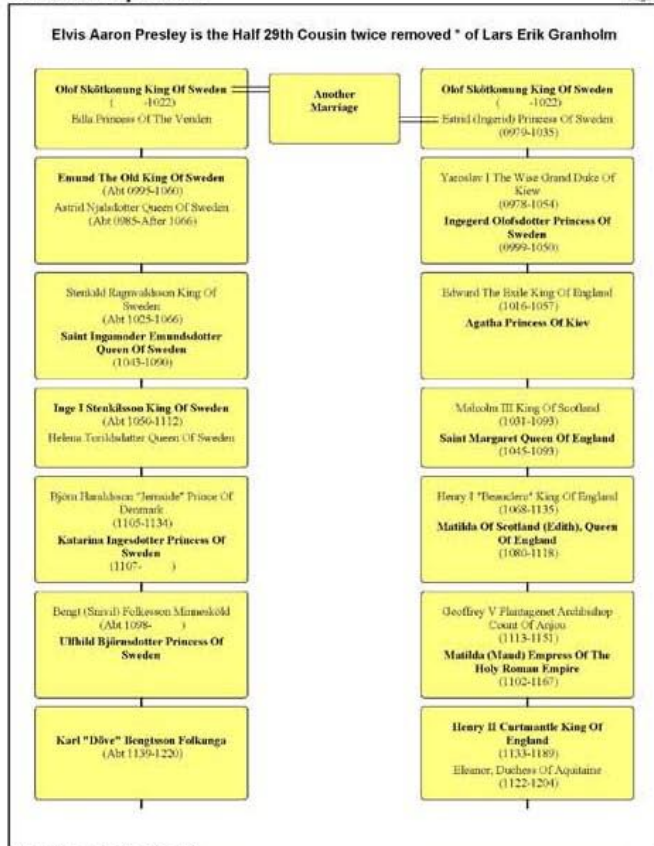 Elvis Aaron Presley is the Half 29th Cousin twice removed * of Lars Erik Granholm
Olof Skötkonung King Of Sweden
( -1022)
Edla Princess Of The Venden
Another
Marriage
Olof Skötkonung King Of Sweden
( -1022)
Estrid (Ingerid) Princess Of Sweden
(0979-1035)
Emund The Old King Of Sweden
(Abt 0995-1060)
Astrid Njalsdotter Queen Of Sweden
(Abt 0985-After 1066)
Yaroslav I The Wise Grand Duke Of
Kiew
(0978-1054)
Ingegerd Olofsdotter Princess Of
Sweden
(0999-1050)
Stenkild Ragnvaldsson King Of
Sweden
(Abt 1025-1066)
Saint Ingamoder Emundsdotter
Queen Of Sweden
(1043-1090)
Edward The Exile King Of England
(1016-1057)
Agatha Princess Of Kiev
Inge I Stenkilsson King Of Sweden
(Abt 1050-1112)
Helena Queen Of Sweden
Malcolm III King Of Scotland
(1031-1093)
Saint Margaret Queen Of England
(1045-1093)
Björn Haraldsson "Jernside" Prince Of
Denmark
(1105-1134)
Katarina Ingesdotter Princess Of
Sweden
(1107- )
Henry I "Beauclerc" King Of England
(1068-1135)
Matilda Of Scotland (Edith), Queen
Of England
(1080-1118)
Bengt Folkesson Minnesköld
(Abt 1098- )
Ulfhild Björnsdotter Princess Of
Sweden
Geoffrey V Plantagenet Archbishop
Count Of Anjou
(1113-1151)
Matilda (Maud) Empress Of The
Holy Roman Empire
(1102-1167)
Karl "Döve" Bengtsson Folkunga
(Abt 1139-1220)
Henry II Curtmantle King Of
England
(1133-1189)
Eleanor, Duchess Of Aquitaine
(1122-1204)